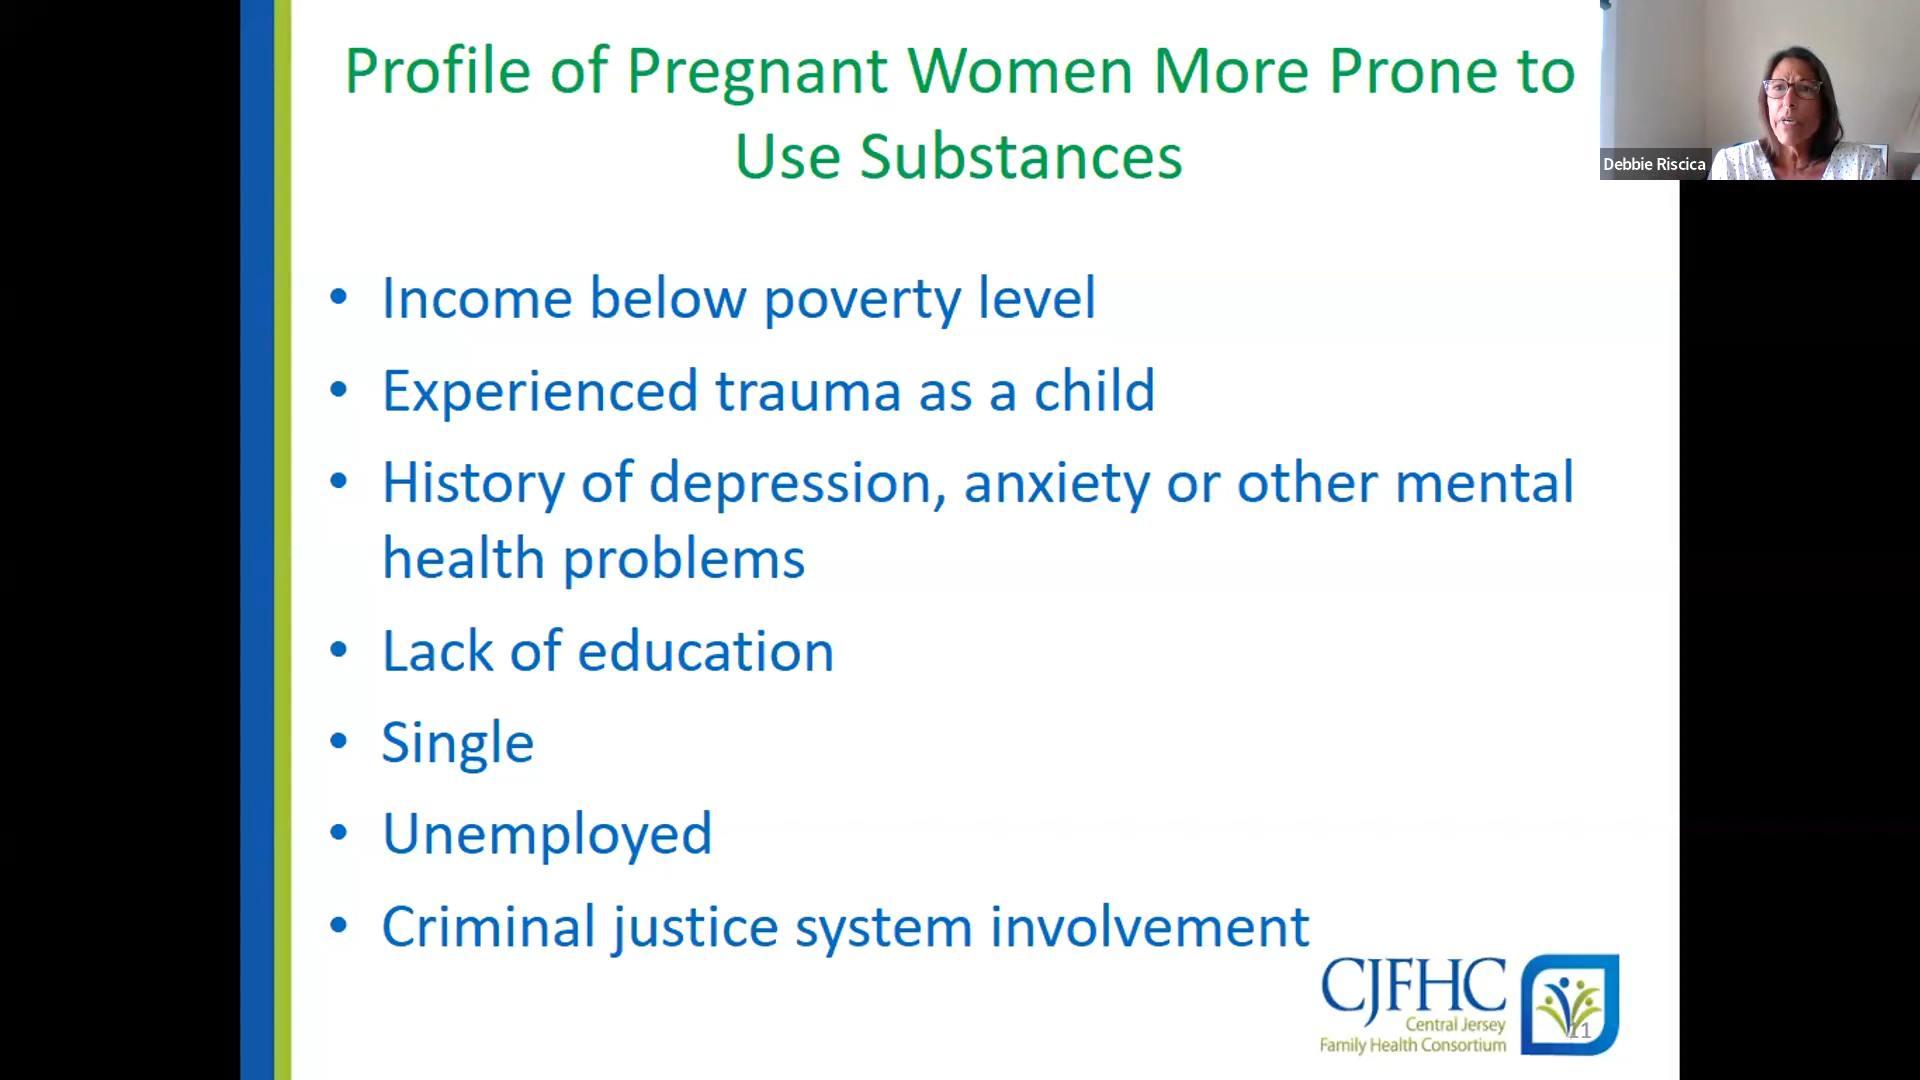 Profile of Pregnant Women More Prone to
Use Substances
Debbie Riscica
• Income below poverty level
• Experienced trauma as a child
• History of depression, anxiety or other mental
health problems
• Lack of education
• Single
• Unemployed
• Criminal justice system involvement
CJFHC
Central Jersey
Family Health Consortium
11